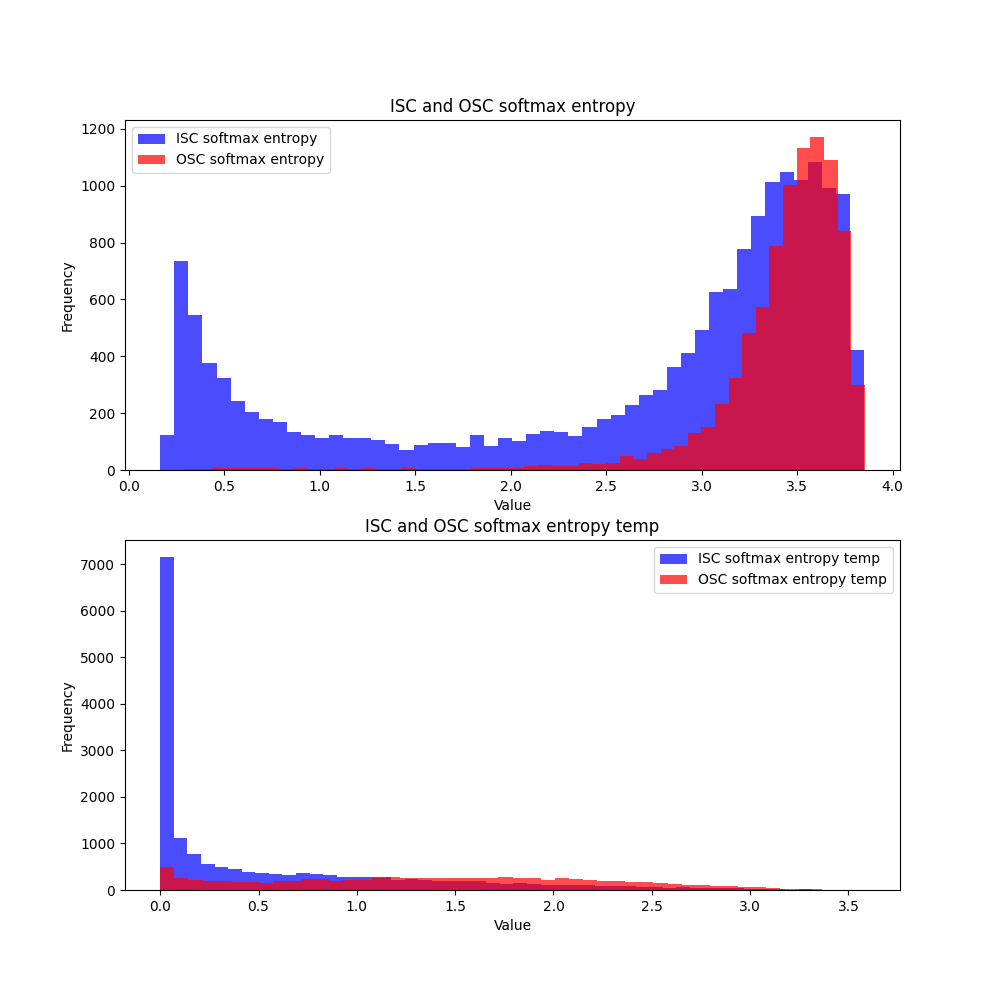 ISC and OSC softmax entropy
ISC softmax entropy
OSC softmax entropy
1200
1000
800
600
400
200
0
Frequency
0.0 0.5 1.0 1.5 2.0 2.5 3.0 3.5 4.0
Value
ISC and OSC softmax entropy temp
ISC softmax entropy temp
OSC softmax entropy temp
7000
6000
5000
4000
3000
2000
1000
0
Frequency
0.0 0.5 1.0 1.5 2.0 2.5 3.0 3.5
Value